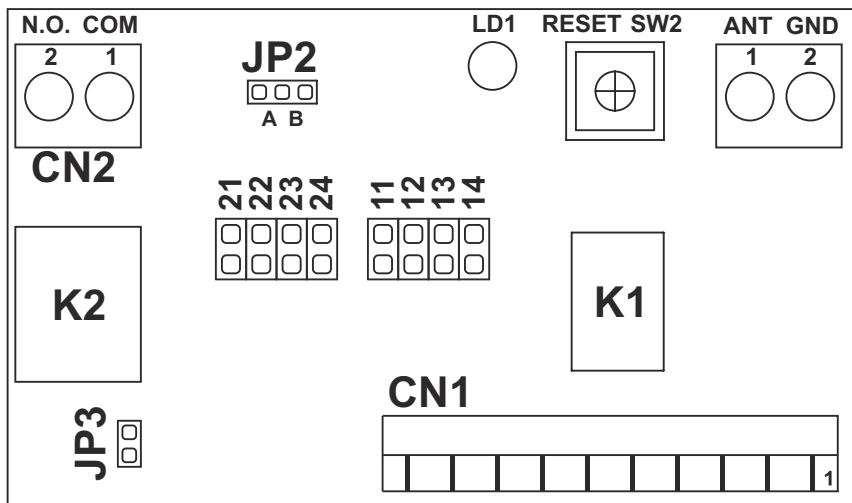 N.O. COM
2 1
CN2
JP2
A B
LD1
RESET SW2
ANT GND
1 2
21 22 23 24
11 12 13 14
K2
K1
JP3
CN1
1